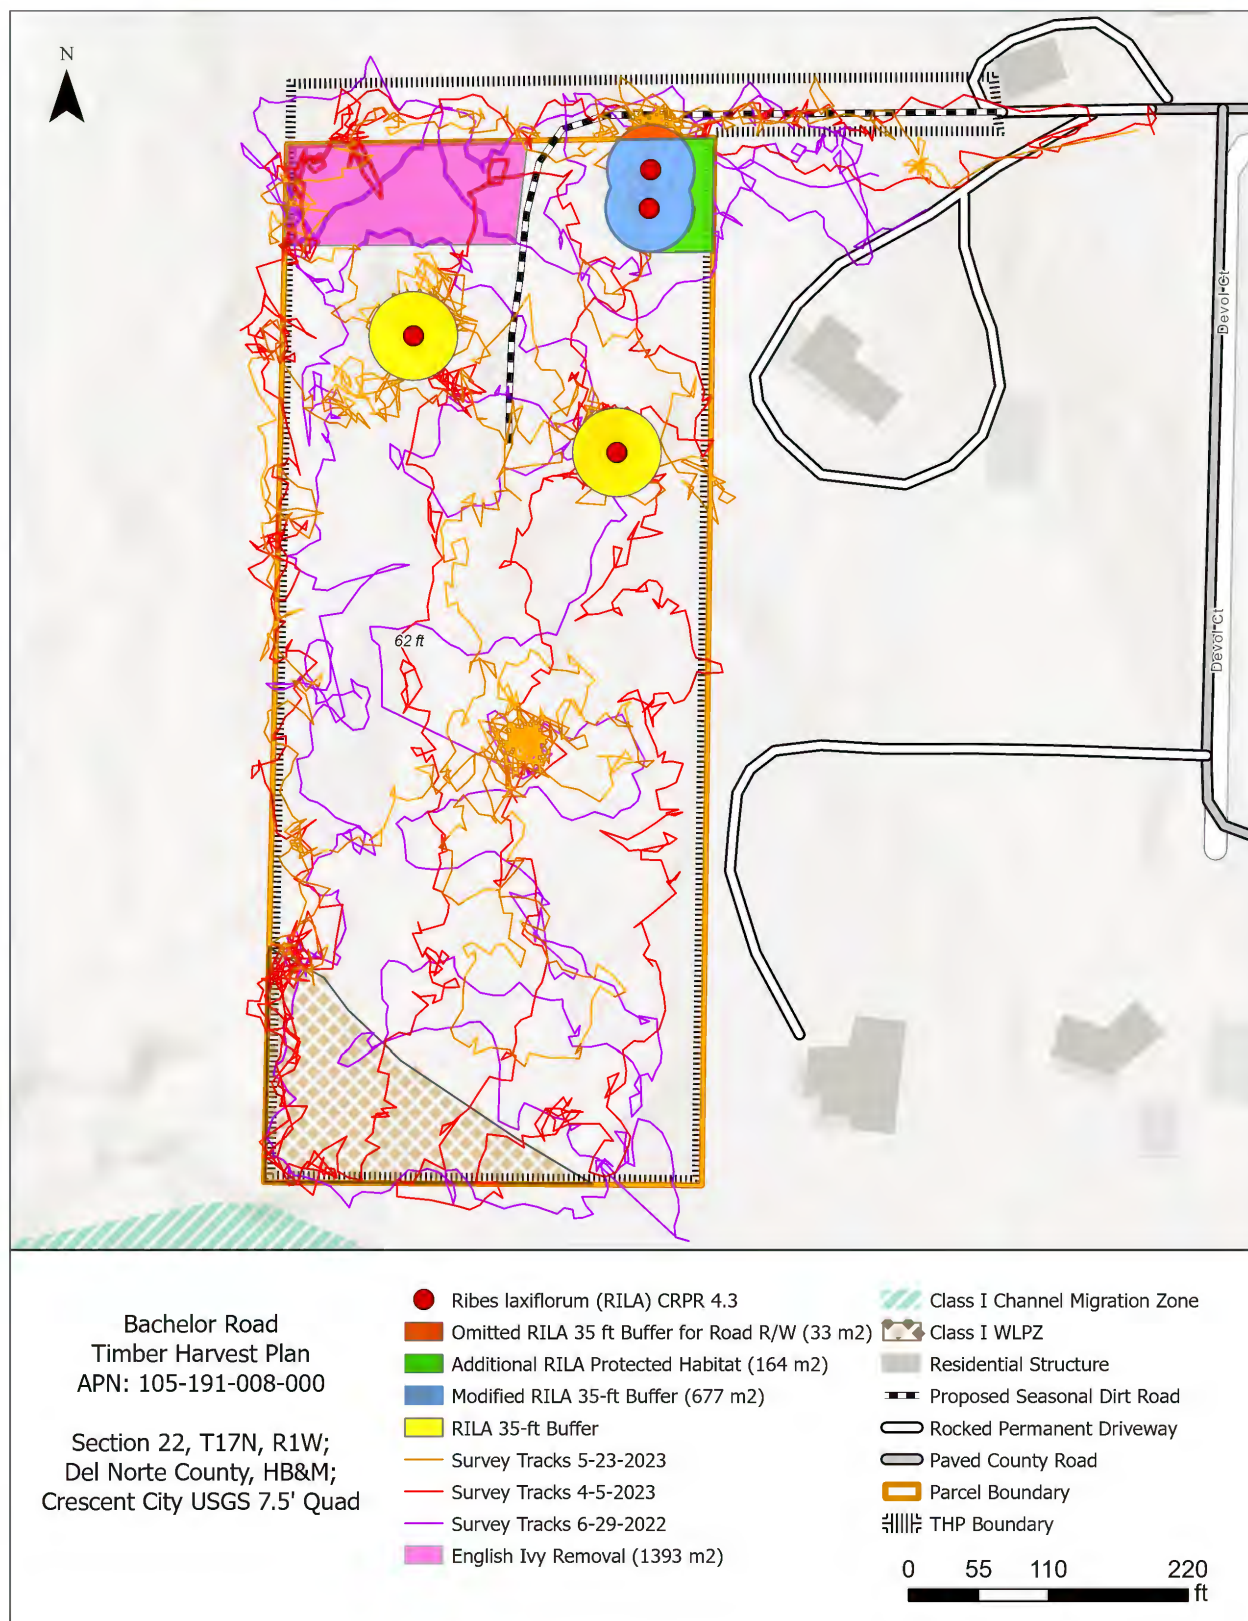 N
Devol Ct
62 ft
Devol Ct
Bachelor Road
Timber Harvest Plan
APN: 105-191-008-000
Section 22, T17N, R1W;
Del Norte County, HB&M;
Crescent City USGS 7.5' Quad
Ribes laxiflorum (RILA) CRPR 4.3
Omitted RILA 35 ft Buffer for Road R/W (33 m2)
Additional RILA Protected Habitat (164 m2)
Modified RILA 35-ft Buffer (677 m2)
RILA 35-ft Buffer
Survey Tracks 5-23-2023
Survey Tracks 4-5-2023
Survey Tracks 6-29-2022
English Ivy Removal (1393 m2)
Class I Channel Migration Zone
Class I WLPZ
Residential Structure
Proposed Seasonal Dirt Road
Rocked Permanent Driveway
Paved County Road
Parcel Boundary
THP Boundary
0 55 110 220
ft